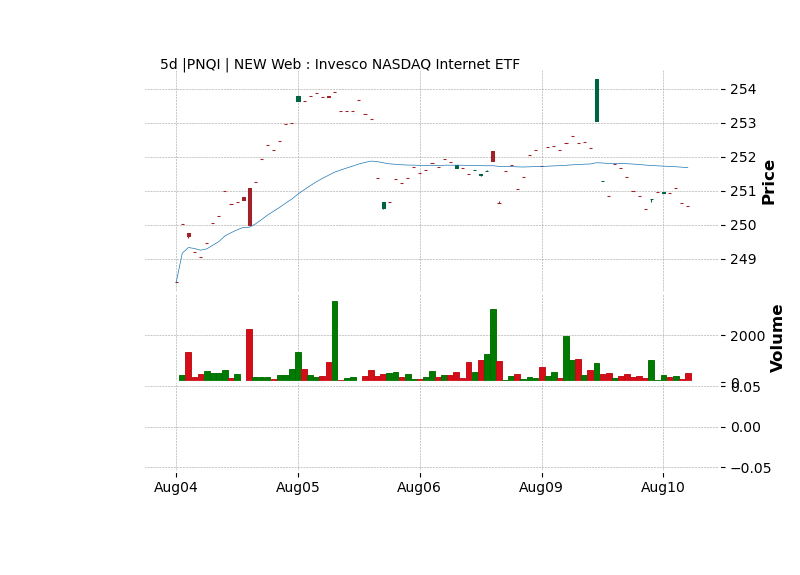 5d |PNQI | NEW Web : Invesco NASDAQ Internet ETF
254
253
252
251
250
249
Price
2000
0
Volume
0.05
0.00
−0.05
Aug04 Aug05 Aug06 Aug09 Aug10